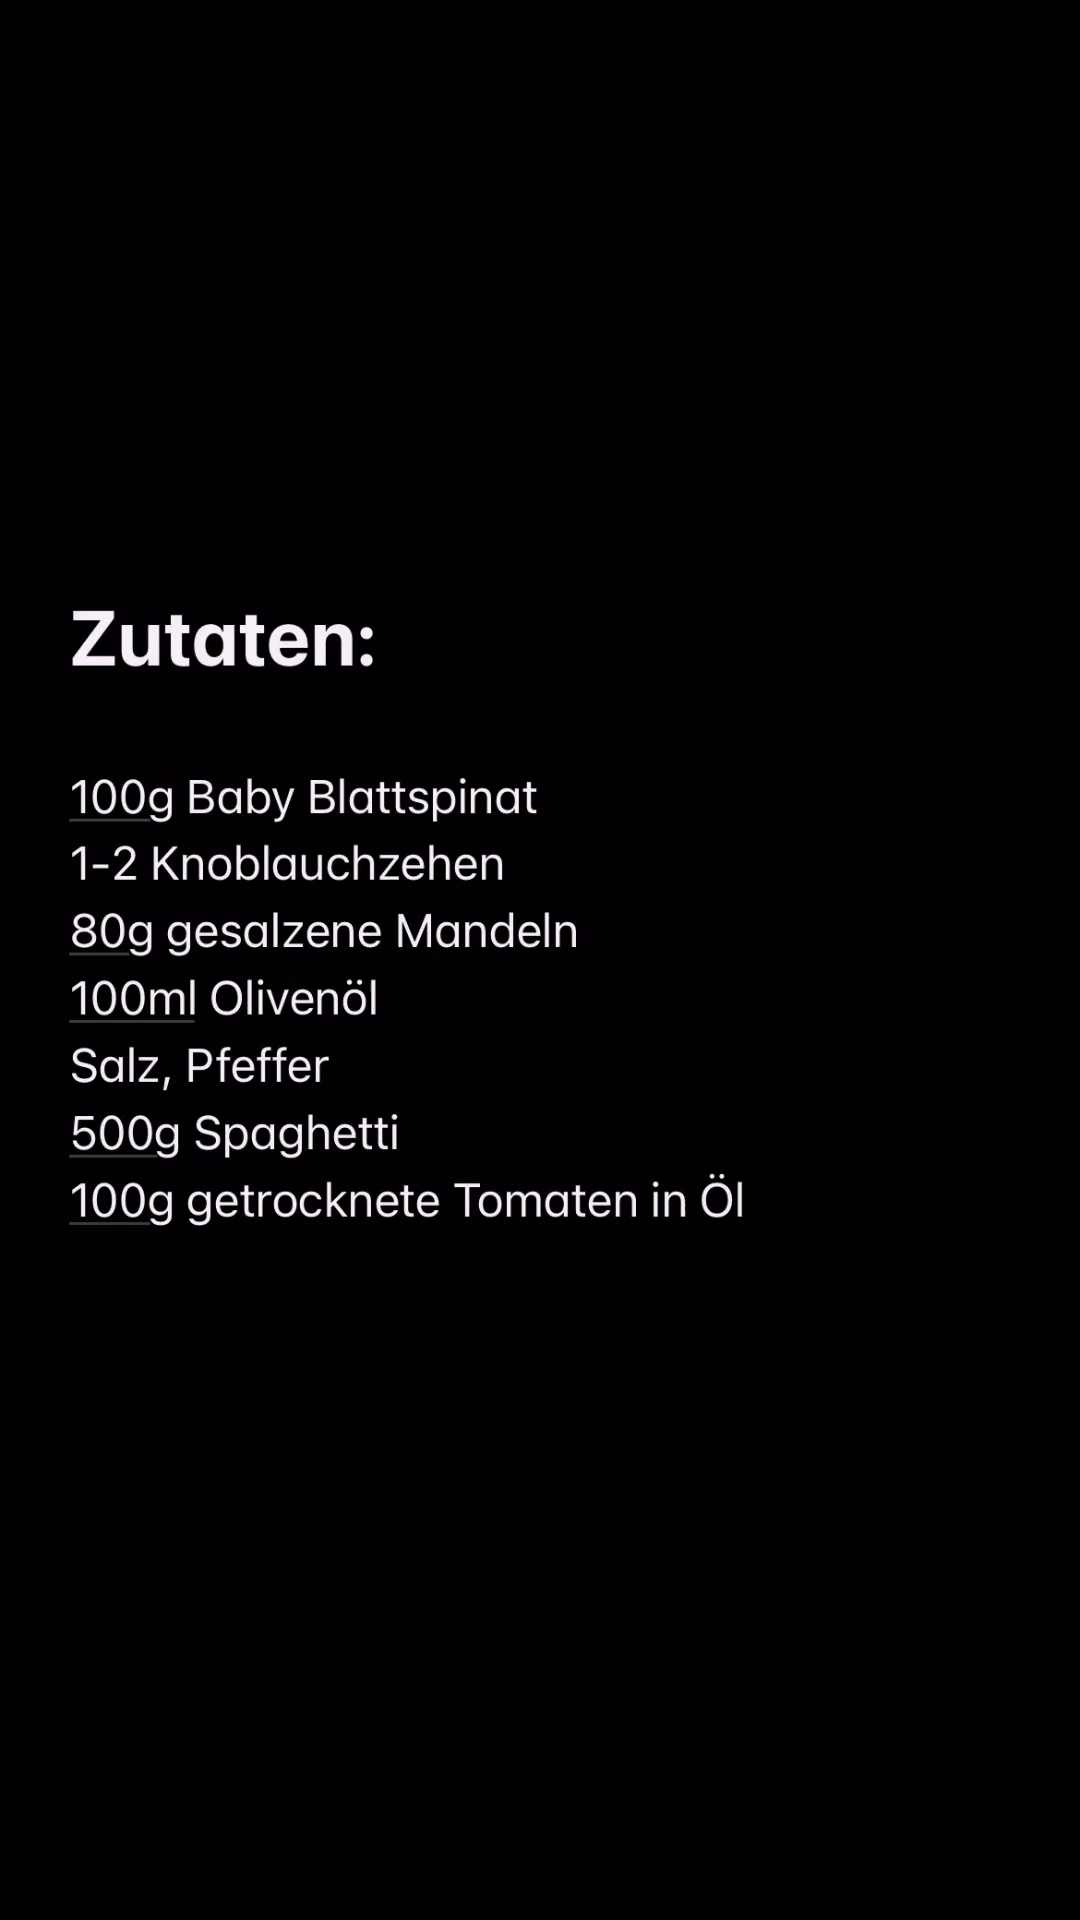 Zutaten:
100g Baby Blattspinat
1-2 Knoblauchzehen
80g gesalzene Mandeln
100ml Olivenöl
Salz, Pfeffer
500g Spaghetti
100g getrocknete Tomaten in Öl